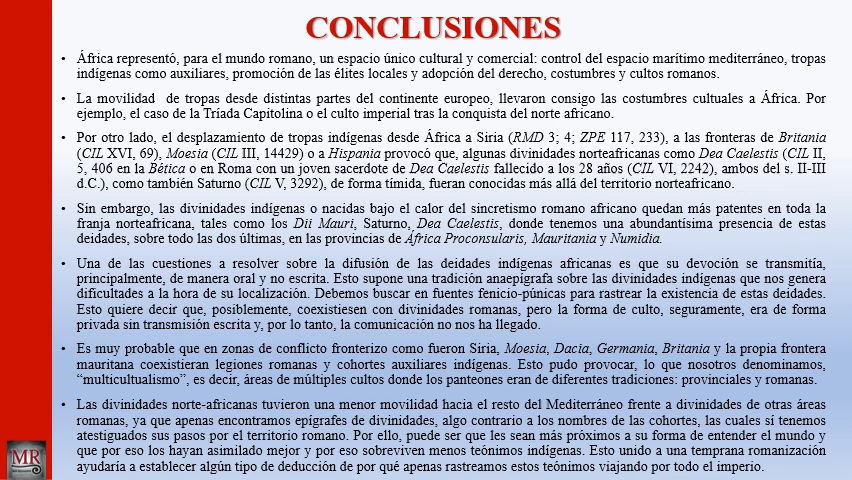 CONCLUSIONES
• África representó, para el mundo romano, un espacio único cultural y comercial: control del espacio marítimo mediterráneo, tropas
indígenas como auxiliares, promoción de las élites locales y adopción del derecho, costumbres y cultos romanos.
• La movilidad de tropas desde distintas partes del continente europeo, llevaron consigo las costumbres cultuales a África. Por
ejemplo, el caso de la Tríada Capitolina o el culto imperial tras la conquista del norte africano.
• Por otro lado, el desplazamiento de tropas indígenas desde África a Siria (RMD 3; 4; ZPE 117, 233), a las fronteras de Britania
(CIL XVI, 69), Moesia (CIL III, 14429) o a Hispania provocó que, algunas divinidades norteafricanas como Dea Caelestis (CIL II,
5, 406 en la Bética o en Roma con un joven sacerdote de Dea Caelestis fallecido a los 28 años (CIL VI, 2242), ambos del s. II-III
d.C.), como también Saturno (CIL V, 3292), de forma tímida, fueran conocidas más allá del territorio norteafricano.
• Sin embargo, las divinidades indígenas o nacidas bajo el calor del sincretismo romano africano quedan más patentes en toda la
franja norteafricana, tales como los Dii Mauri, Saturno, Dea Caelestis, donde tenemos una abundantísima presencia de estas
deidades, sobre todo las dos últimas, en las provincias de África Proconsularis, Mauritania y Numidia.
• Una de las cuestiones a resolver sobre la difusión de las deidades indígenas africanas es que su devoción se transmitía,
principalmente, de manera oral y no escrita. Esto supone una tradición anaepígrafa sobre las divinidades indígenas que nos genera
dificultades a la hora de su localización. Debemos buscar en fuentes fenicio-púnicas para rastrear la existencia de estas deidades.
Esto quiere decir que, posiblemente, coexistiesen con divinidades romanas, pero la forma de culto, seguramente, era de forma
privada sin transmisión escrita y, por lo tanto, la comunicación no nos ha llegado.
• Es muy probable que en zonas de conflicto fronterizo como fueron Siria, Moesia, Dacia, Germania, Britania y la propia frontera
mauritana coexistieran legiones romanas y cohortes auxiliares indígenas. Esto pudo provocar, lo que nosotros denominamos,
“multicultualismo”, es decir, áreas de múltiples cultos donde los panteones eran de diferentes tradiciones: provinciales y romanas.
• Las divinidades norte-africanas tuvieron una menor movilidad hacia el resto del Mediterráneo frente a divinidades de otras áreas
romanas, ya que apenas encontramos epígrafes de divinidades, algo contrario a los nombres de las cohortes, las cuales sí tenemos
atestiguados sus pasos por el territorio romano. Por ello, puede ser que les sean más próximos a su forma de entender el mundo y
que por eso los hayan asimilado mejor y por eso sobreviven menos teónimos indígenas. Esto unido a una temprana romanización
ayudaría a establecer algún tipo de deducción de por qué apenas rastreamos estos teónimos viajando por todo el imperio.
MR